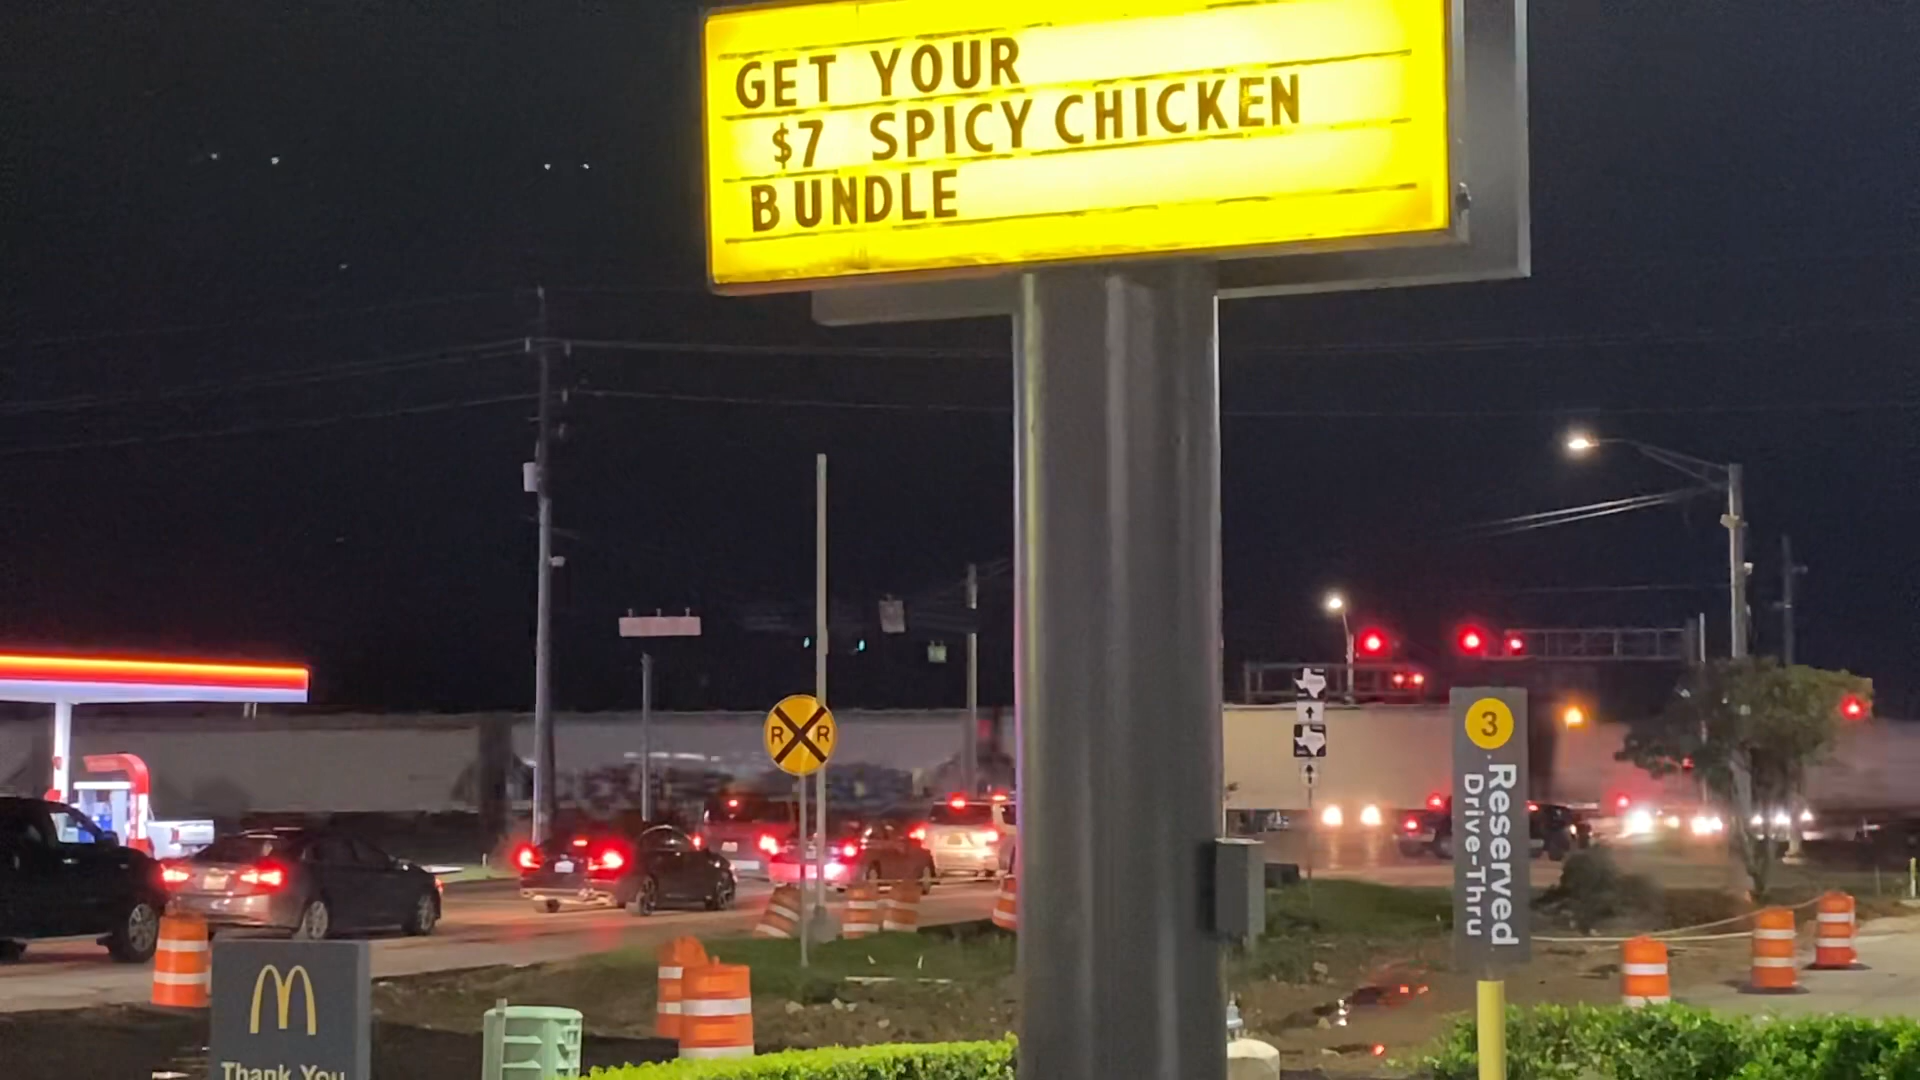 GET YOUR
$7 SPICY CHICKEN
BUNDLE
R R
3
Reserved
Drive-Thru
Thank You